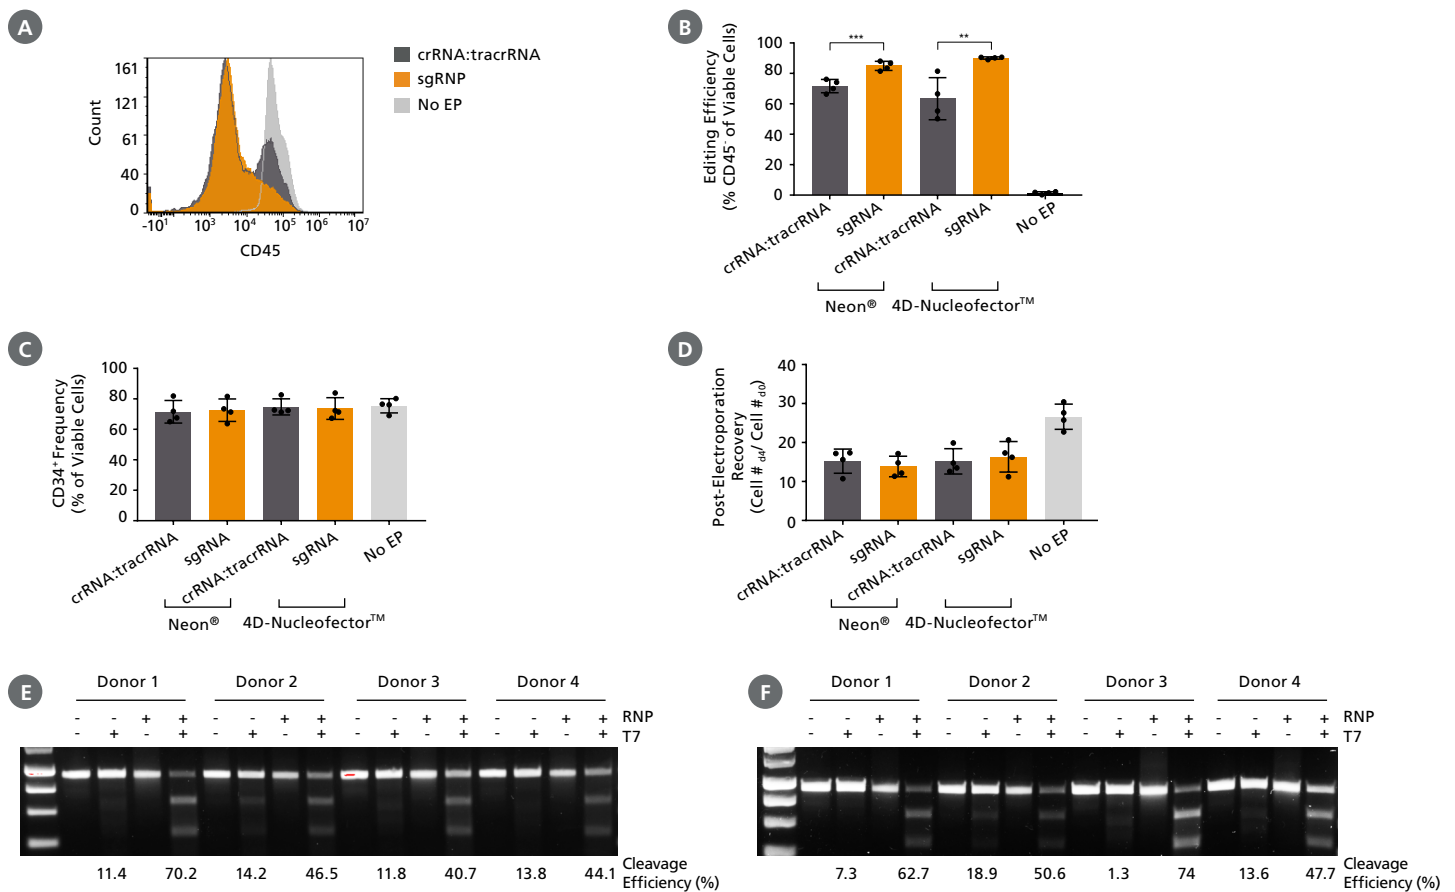 A
161
121
61
40
0
Count
-10¹ 10³ 10⁴ 10⁵ 10⁶ 10⁷
CD45
crRNA:tracrRNA
sgRNP
No EP
B
Editing Efficiency
(% CD45⁻ of Viable Cells)
100
80
60
40
20
0
*** **
crRNA:tracrRNA sgRNA crRNA:tracrRNA sgRNA No EP
Neon® 4D-Nucleofector™
C
CD34⁺Frequency
(% of Viable Cells)
100
80
60
40
20
0
crRNA:tracrRNA sgRNA crRNA:tracrRNA sgRNA No EP
Neon® 4D-Nucleofector™
D
Post-Electroporation
Recovery
(Cell # d4/ Cell # d0)
40
30
20
10
0
crRNA:tracrRNA sgRNA crRNA:tracrRNA sgRNA No EP
Neon® 4D-Nucleofector™
E
Donor 1 Donor 2 Donor 3 Donor 4
- - + + - - + + - - + + - - + + RNP
- + - + - + - + - + - + - + - + T7
11.4 70.2 14.2 46.5 11.8 40.7 13.8 44.1 Cleavage
Efficiency (%)
F
Donor 1 Donor 2 Donor 3 Donor 4
- - + + - - + + - - + + - - + + RNP
- + - + - + - + - + - + - + - + T7
7.3 62.7 18.9 50.6 1.3 74 13.6 47.7 Cleavage
Efficiency (%)